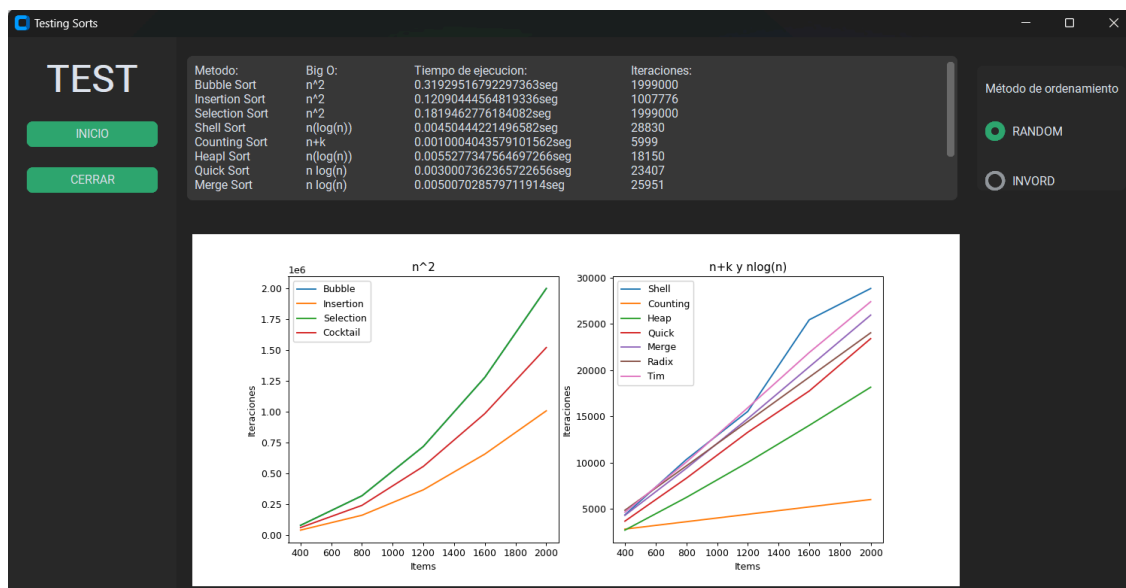 Testing Sorts
TEST
INICIO
CERRAR
Metodo: Big O: Tiempo de ejecucion: Iteraciones:
Bubble Sort n^2 0.31929516792297363seg 1999000
Insertion Sort n^2 0.12090444564819336seg 1007776
Selection Sort n^2 0.1819462776184082seg 1999000
Shell Sort n(log(n)) 0.00450444221496582seg 28830
Counting Sort n+k 0.0010004043579101562seg 5999
Heapl Sort n(log(n)) 0.0055277347564697266seg 18150
Quick Sort n log(n) 0.0030007362365722656seg 23407
Merge Sort n log(n) 0.005007028579711914seg 25951
Método de ordenamiento
RANDOM
INVORD
n^2
1e6
2.00
1.75
1.50
1.25
1.00
0.75
0.50
0.25
0.00
Iteraciones
Bubble
Insertion
Selection
Cocktail
400 600 800 1000 1200 1400 1600 1800 2000
Items
n+k y nlog(n)
30000
25000
20000
15000
10000
5000
Iteraciones
Shell
Counting
Heap
Quick
Merge
Radix
Tim
400 600 800 1000 1200 1400 1600 1800 2000
Items